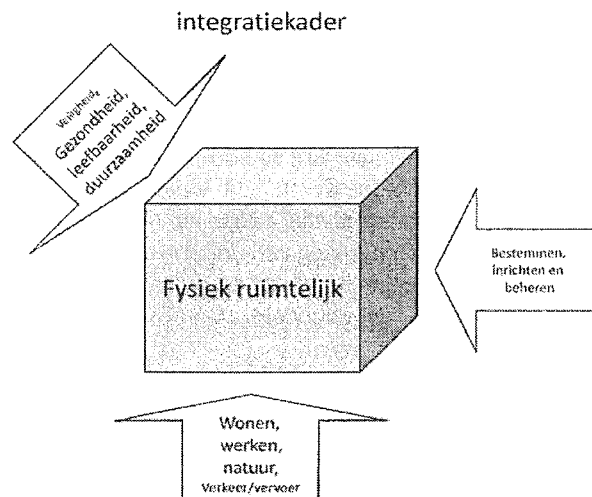 integratiekader
Veiligheid,
Gezondheid,
leefbaarheid,
duurzaamheid
Fysiek ruimtelijk
Bestemmen,
inrichten en
beheren
Wonen,
werken,
natuur,
Verkeer/vervoer